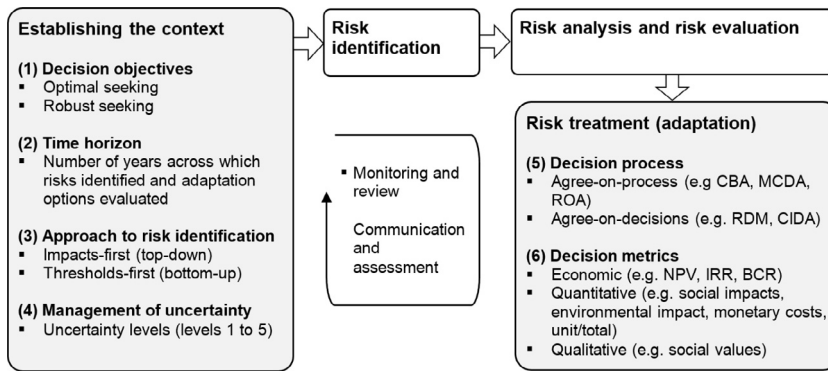 Establishing the context
(1) Decision objectives
▪ Optimal seeking
▪ Robust seeking
(2) Time horizon
▪ Number of years across which
risks identified and adaptation
options evaluated
(3) Approach to risk identification
▪ Impacts-first (top-down)
▪ Thresholds-first (bottom-up)
(4) Management of uncertainty
▪ Uncertainty levels (levels 1 to 5)
Risk
identification
▪ Monitoring and
review
Communication
and
assessment
Risk analysis and risk evaluation
Risk treatment (adaptation)
(5) Decision process
▪ Agree-on-process (e.g CBA, MCDA,
ROA)
▪ Agree-on-decisions (e.g. RDM, CIDA)
(6) Decision metrics
▪ Economic (e.g. NPV, IRR, BCR)
▪ Quantitative (e.g. social impacts,
environmental impact, monetary costs,
unit/total)
▪ Qualitative (e.g. social values)